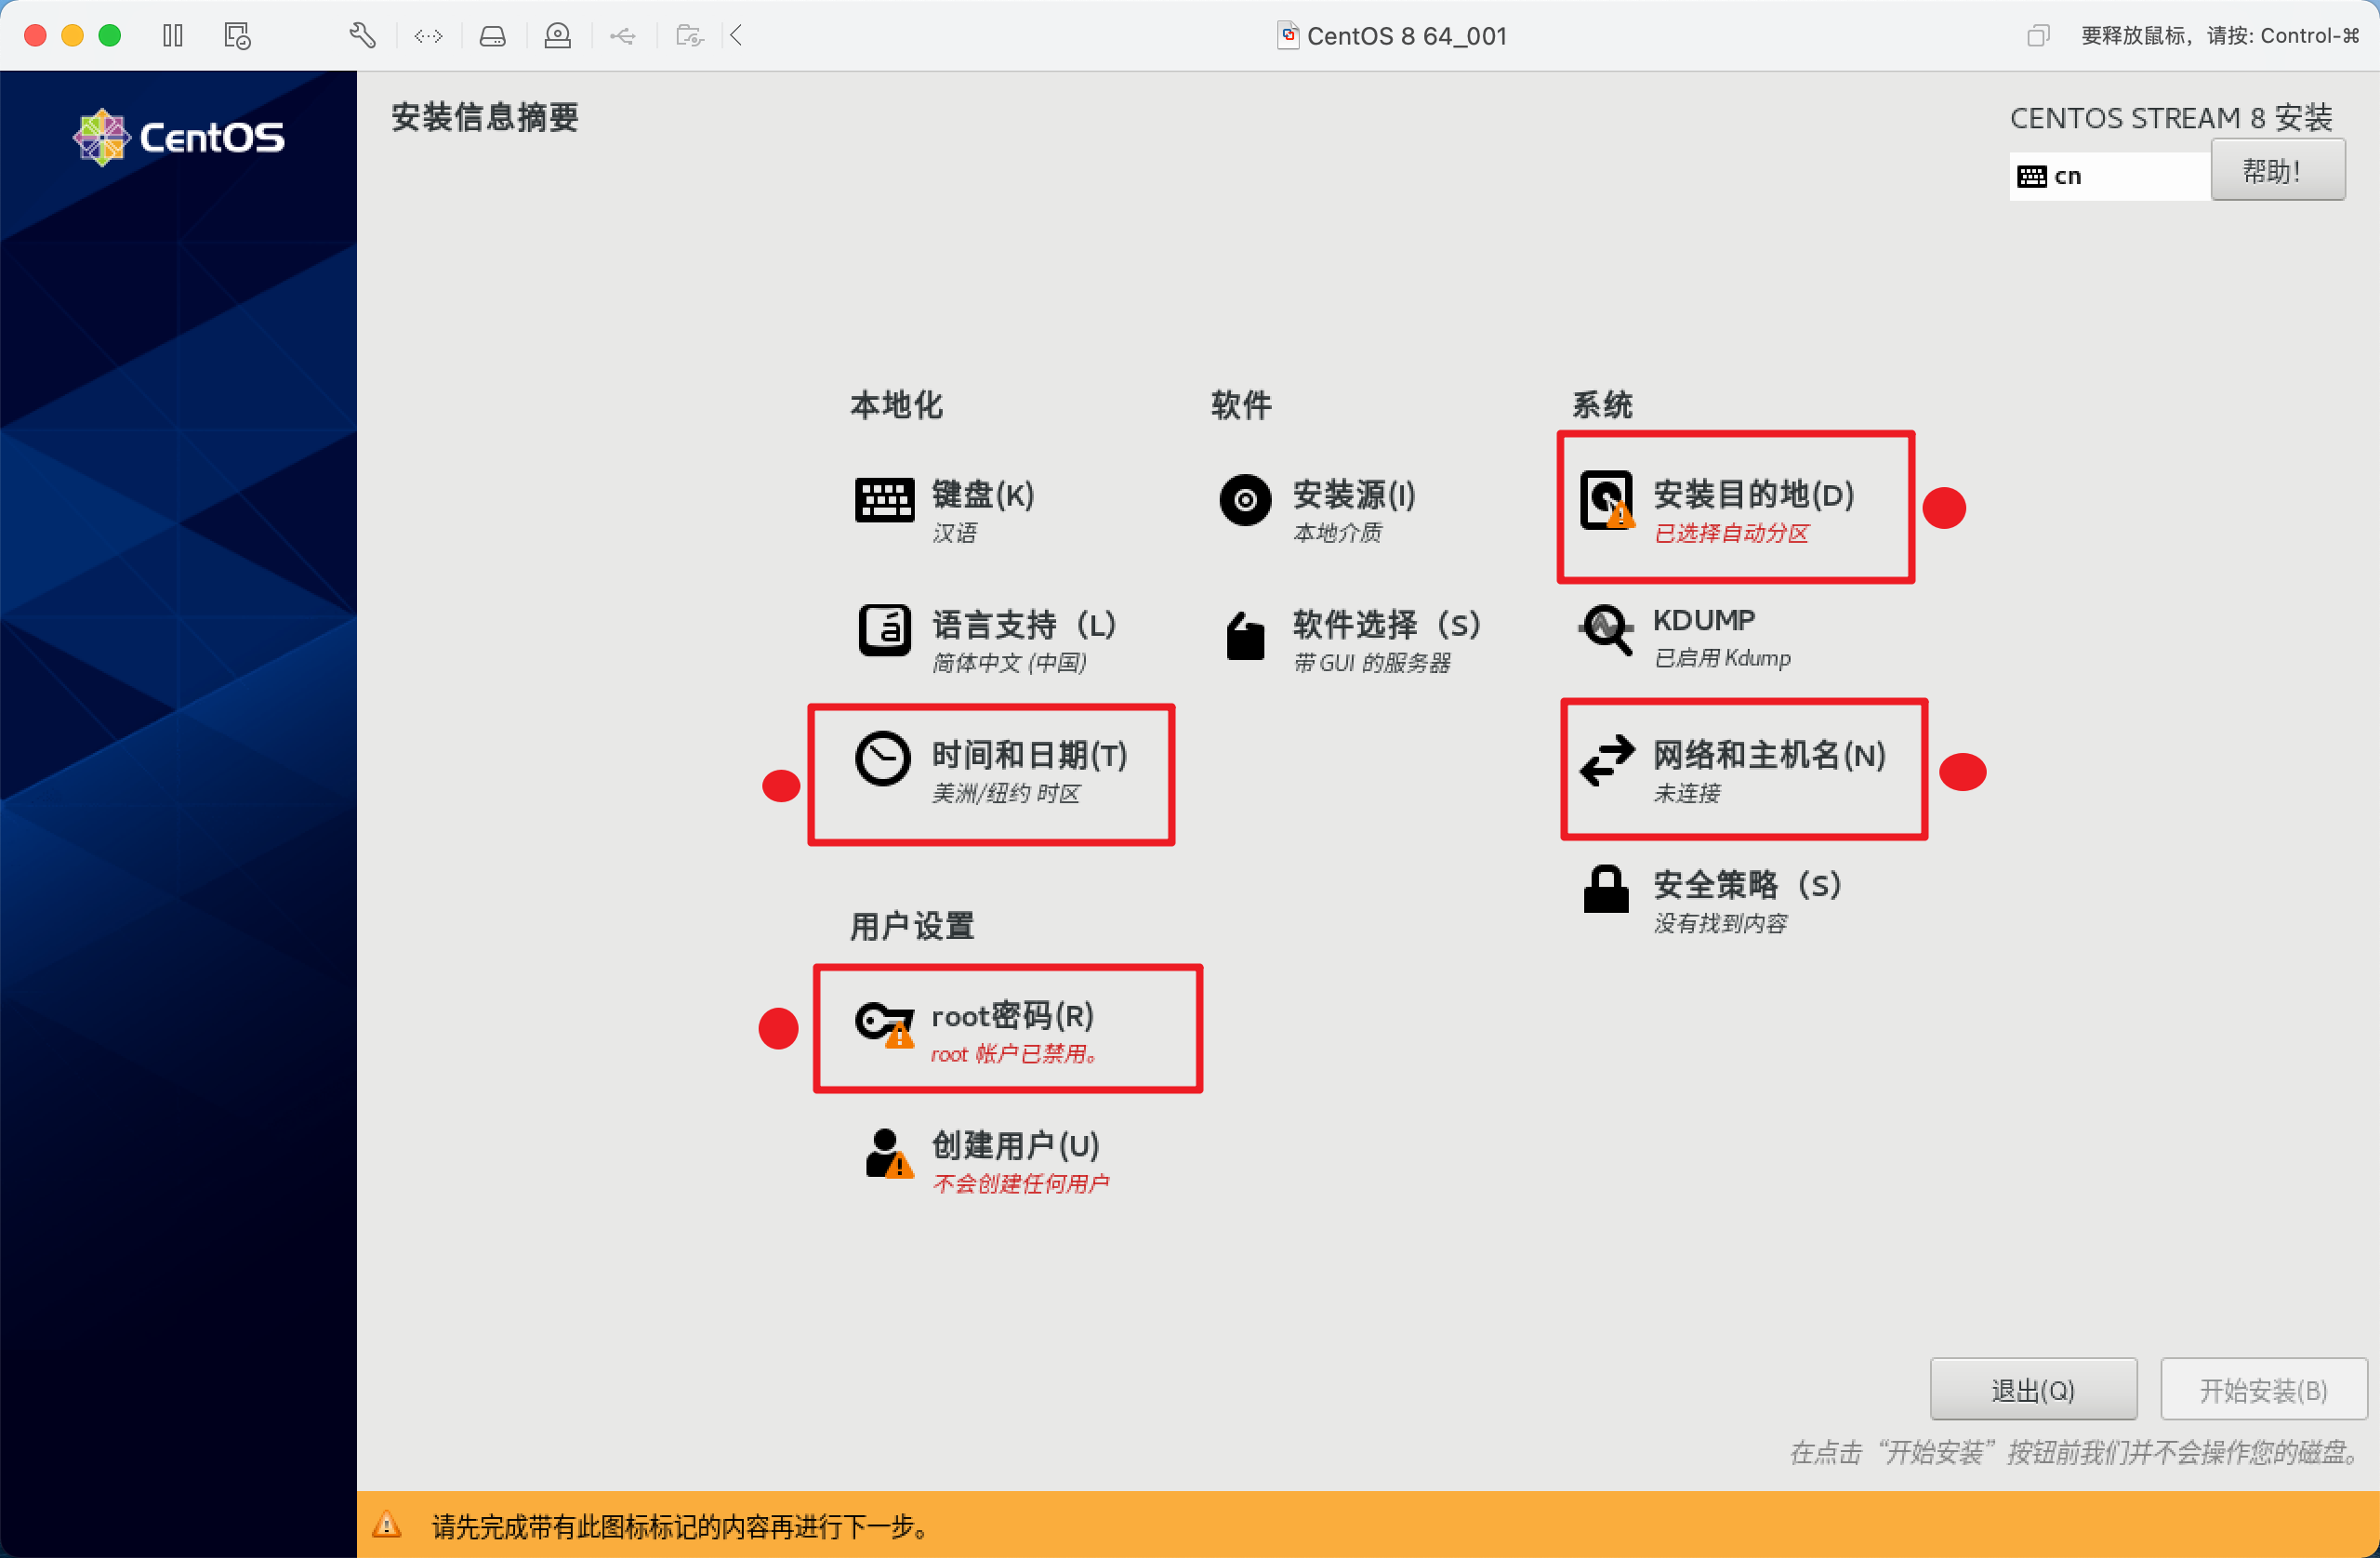 CentOS 8 64_001
要释放鼠标，请按: Control-⌘
CentOS
安装信息摘要
CENTOS STREAM 8 安装
cn
帮助！
本地化
软件
系统
键盘(K)
汉语
安装源(I)
本地介质
安装目的地(D)
已选择自动分区
语言支持（L）
简体中文 (中国)
软件选择（S）
带 GUI 的服务器
KDUMP
已启用 Kdump
时间和日期(T)
美洲/纽约 时区
网络和主机名(N)
未连接
安全策略（S）
没有找到内容
用户设置
root密码(R)
root 帐户已禁用。
创建用户(U)
不会创建任何用户
退出(Q)
开始安装(B)
在点击“开始安装”按钮前我们并不会操作您的磁盘。
请先完成带有此图标标记的内容再进行下一步。